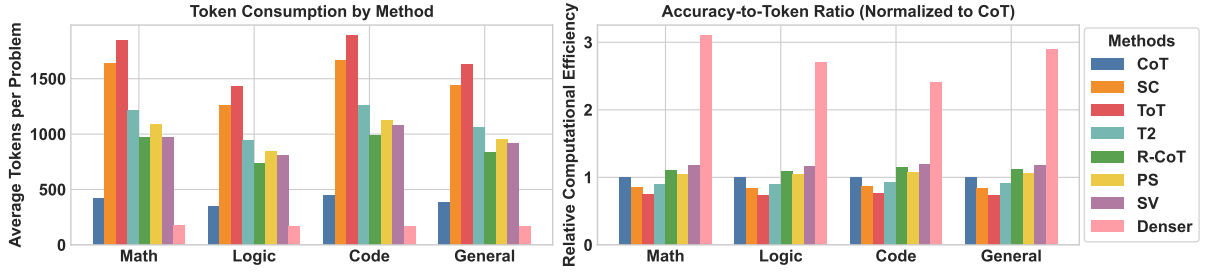 Token Consumption by Method
Average Tokens per Problem
1500
1000
500
0
Math Logic Code General
Accuracy-to-Token Ratio (Normalized to CoT)
Relative Computational Efficiency
3
2
1
0
Math Logic Code General
Methods
CoT
SC
ToT
T2
R-CoT
PS
SV
Denser